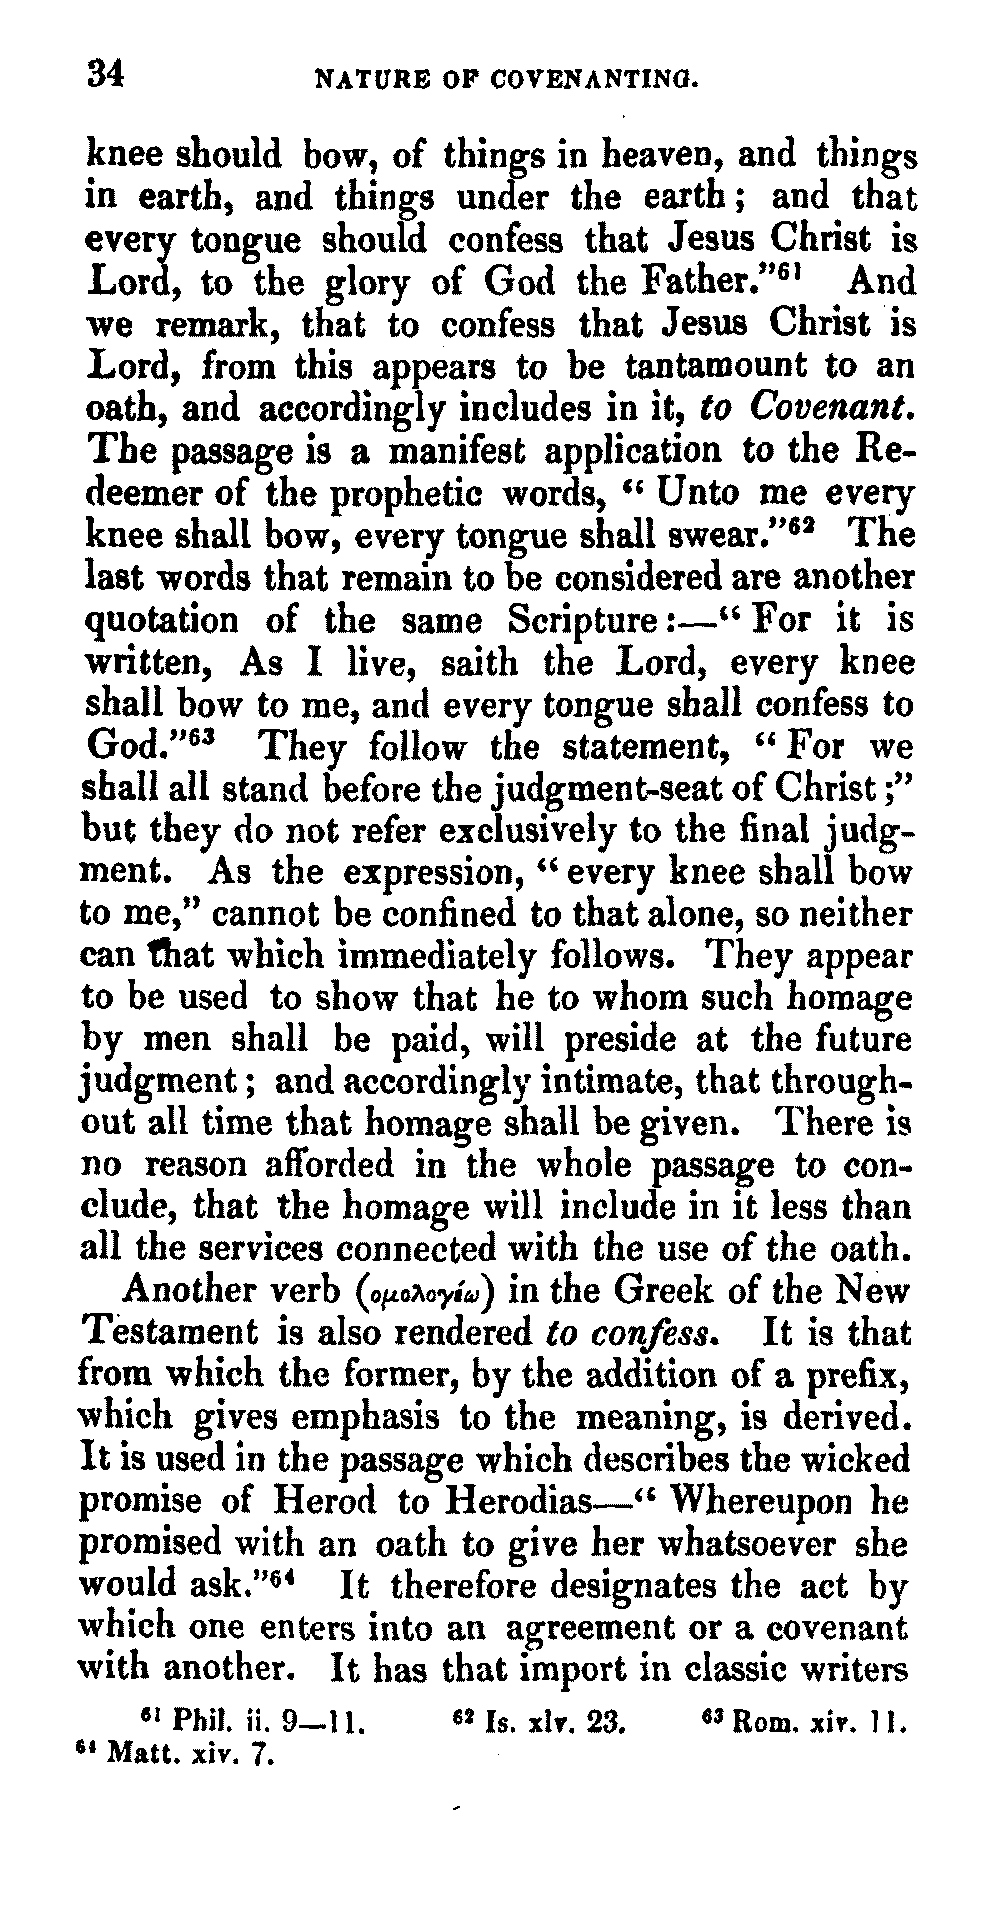 34 NATURE OF COVENANTING.
knee should bow, of things in heaven, and things
in earth, and things under the earth; and that
every tongue should confess that Jesus Christ is
Lord, to the glory of God the Father."⁶¹ And
we remark, that to confess that Jesus Christ is
Lord, from this appears to be tantamount to an
oath, and accordingly includes in it, to Covenant.
The passage is a manifest application to the Re-
deemer of the prophetic words, "Unto me every
knee shall bow, every tongue shall swear."⁶² The
last words that remain to be considered are another
quotation of the same Scripture:—"For it is
written, As I live, saith the Lord, every knee
shall bow to me, and every tongue shall confess to
God."⁶³ They follow the statement, "For we
shall all stand before the judgment-seat of Christ;"
but they do not refer exclusively to the final judg-
ment. As the expression, "every knee shall bow
to me," cannot be confined to that alone, so neither
can that which immediately follows. They appear
to be used to show that he to whom such homage
by men shall be paid, will preside at the future
judgment; and accordingly intimate, that through-
out all time that homage shall be given. There is
no reason afforded in the whole passage to con-
clude, that the homage will include in it less than
all the services connected with the use of the oath.
Another verb (ομολογίω) in the Greek of the New
Testament is also rendered to confess. It is that
from which the former, by the addition of a prefix,
which gives emphasis to the meaning, is derived.
It is used in the passage which describes the wicked
promise of Herod to Herodias—"Whereupon he
promised with an oath to give her whatsoever she
would ask."⁶⁴ It therefore designates the act by
which one enters into an agreement or a covenant
with another. It has that import in classic writers
⁶¹ Phil. ii. 9—11. ⁶² Is. xlv. 23. ⁶³ Rom. xiv. 11.
⁶⁴ Matt. xiv. 7.